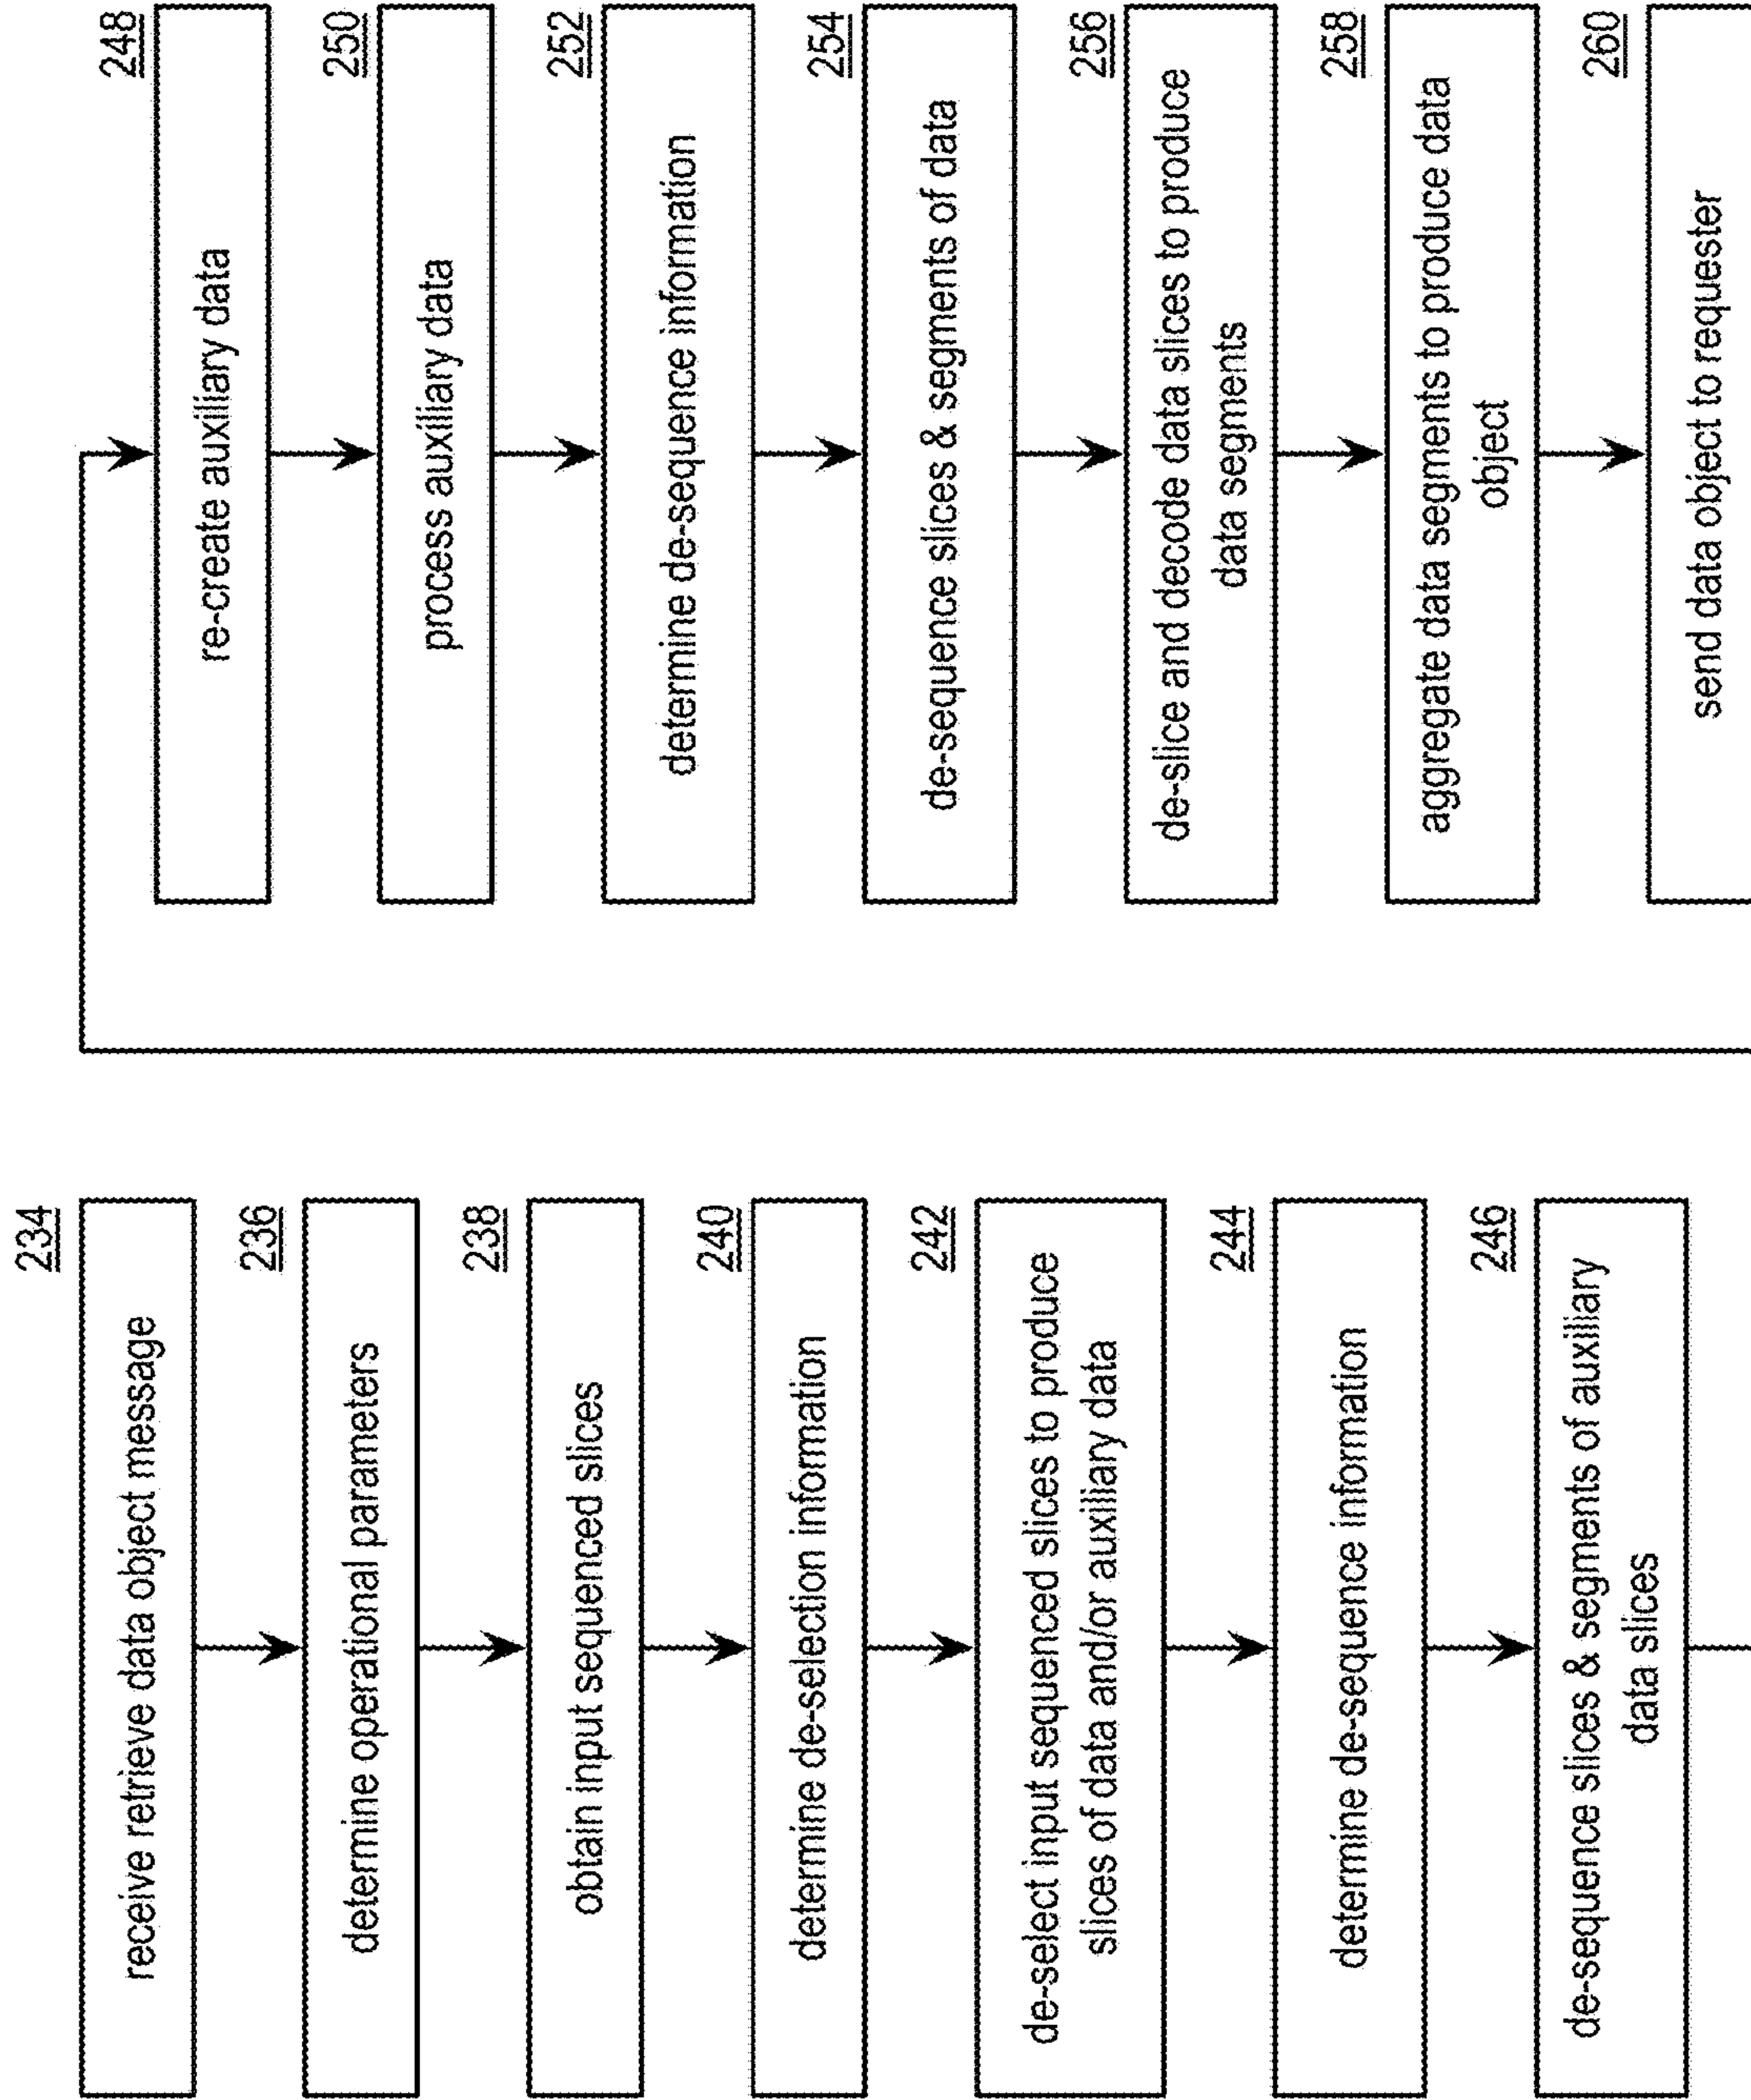 234
receive retrieve data object message
236
determine operational parameters
238
obtain input sequenced slices
240
determine de-selection information
242
de-select input sequenced slices to produce
slices of data and/or auxiliary data
244
determine de-sequence information
246
de-sequence slices & segments of auxiliary
data slices
248
re-create auxiliary data
250
process auxiliary data
252
determine de-sequence information
254
de-sequence slices & segments of data
256
de-slice and decode data slices to produce
data segments
258
aggregate data segments to produce data
object
260
send data object to requester